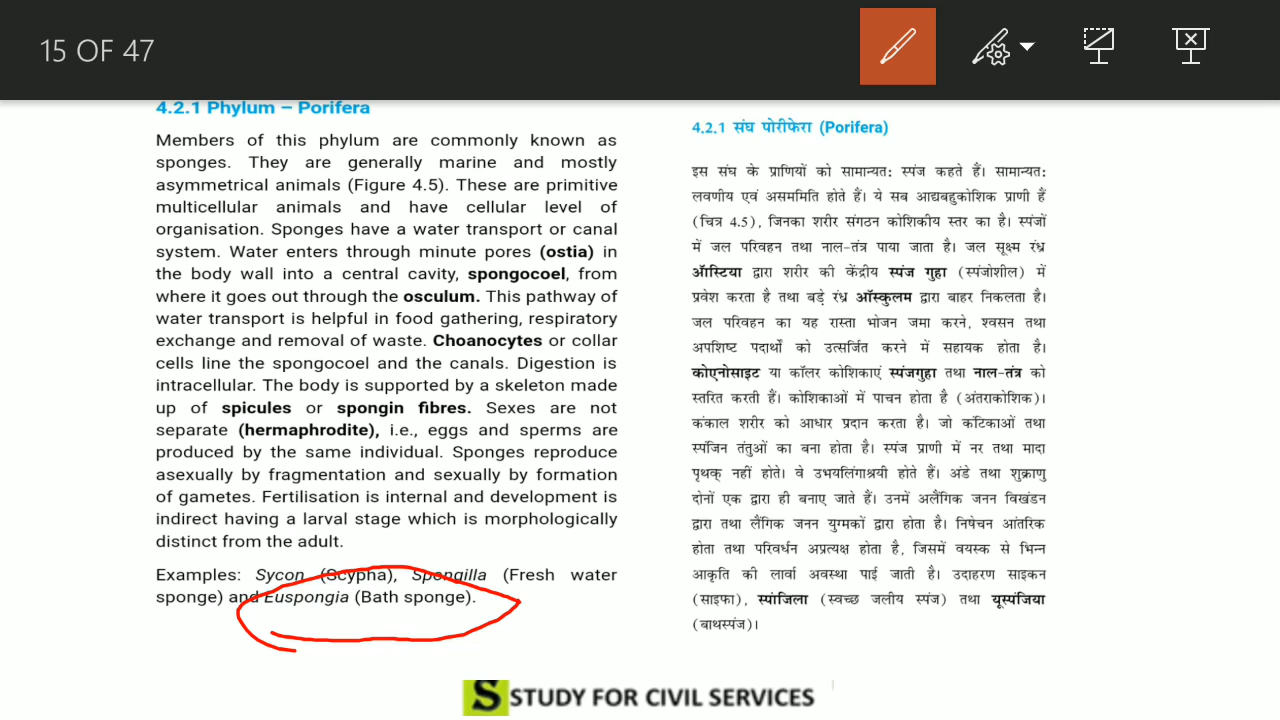 15 OF 47
4.2.1 Phylum – Porifera
Members of this phylum are commonly known as
sponges. They are generally marine and mostly
asymmetrical animals (Figure 4.5). These are primitive
multicellular animals and have cellular level of
organisation. Sponges have a water transport or canal
system. Water enters through minute pores (ostia) in
the body wall into a central cavity, spongocoel, from
where it goes out through the osculum. This pathway of
water transport is helpful in food gathering, respiratory
exchange and removal of waste. Choanocytes or collar
cells line the spongocoel and the canals. Digestion is
intracellular. The body is supported by a skeleton made
up of spicules or spongin fibres. Sexes are not
separate (hermaphrodite), i.e., eggs and sperms are
produced by the same individual. Sponges reproduce
asexually by fragmentation and sexually by formation
of gametes. Fertilisation is internal and development is
indirect having a larval stage which is morphologically
distinct from the adult.
Examples: Sycon (Scypha), Spongilla (Fresh water
sponge) and Euspongia (Bath sponge).
4.2.1 संघ पोरीफेरा (Porifera)
इस संघ के प्राणियों को सामान्यत: स्पंज कहते हैं। सामान्यत:
लवणीय एवं असममिति होते हैं। ये सब आद्यबहुकोशिक प्राणी हैं
(चित्र 4.5), जिनका शरीर संगठन कोशिकीय स्तर का है। स्पंजों
में जल परिवहन तथा नाल-तंत्र पाया जाता है। जल सूक्ष्म रंध्र
ऑस्टिया द्वारा शरीर की केंद्रीय स्पंज गुहा (स्पंजोशील) में
प्रवेश करता है तथा बड़े रंध्र ऑस्कुलम द्वारा बाहर निकलता है।
जल परिवहन का यह रास्ता भोजन जमा करने, श्वसन तथा
अपशिष्ट पदार्थों को उत्सर्जित करने में सहायक होता है।
कोएनोसाइट या कॉलर कोशिकाएं स्पंजगुहा तथा नाल-तंत्र को
स्तरित करती हैं। कोशिकाओं में पाचन होता है (अंतराकोशिक)।
कंकाल शरीर को आधार प्रदान करता है। जो कंटिकाओं तथा
स्पंजिन तंतुओं का बना होता है। स्पंज प्राणी में नर तथा मादा
पृथक् नहीं होते। वे उभयलिंगाश्रयी होते हैं। अंडे तथा शुक्राणु
दोनों एक द्वारा ही बनाए जाते हैं। उनमें अलैंगिक जनन विखंडन
द्वारा तथा लैंगिक जनन युग्मकों द्वारा होता है। निषेचन आंतरिक
होता तथा परिवर्धन अप्रत्यक्ष होता है, जिसमें वयस्क से भिन्न
आकृति की लार्वा अवस्था पाई जाती है। उदाहरण साइकन
(साइफा), स्पांजिला (स्वच्छ जलीय स्पंज) तथा यूस्पंजिया
(बाथस्पंज)।
S STUDY FOR CIVIL SERVICES